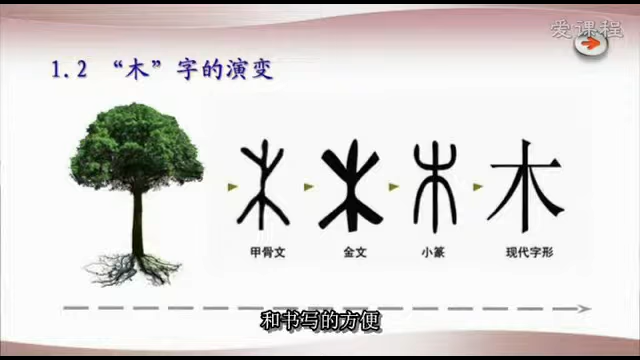 爱课程
1.2 “木”字的演变
木
甲骨文 金文 小篆 现代字形
和书写的方便